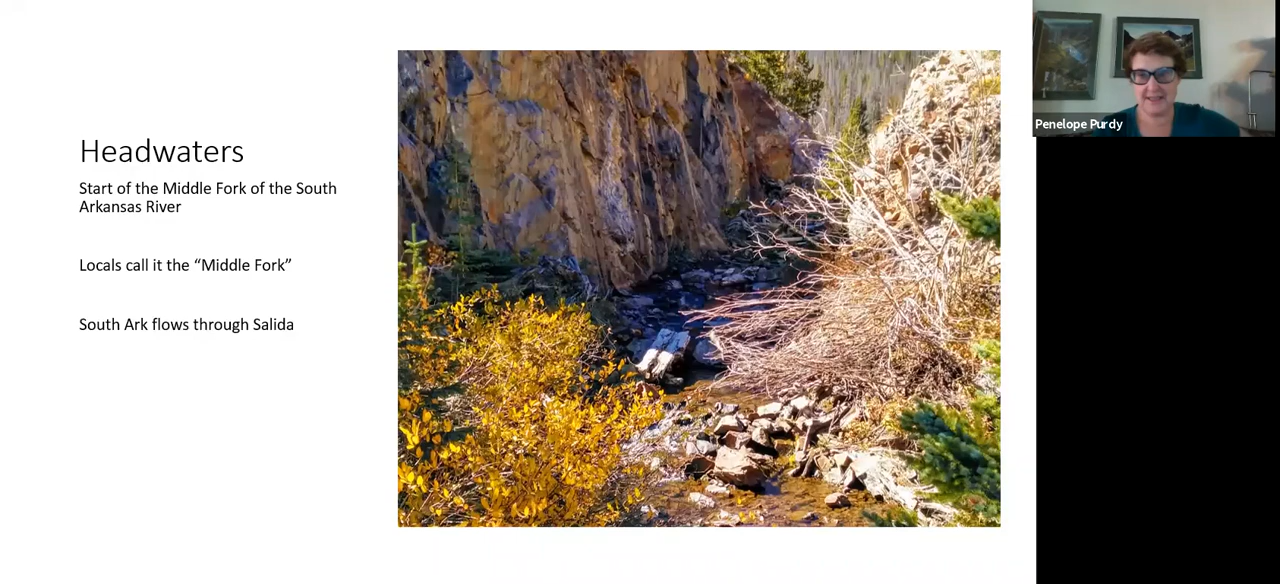 Headwaters
Start of the Middle Fork of the South
Arkansas River
Locals call it the “Middle Fork”
South Ark flows through Salida
Penelope Purdy